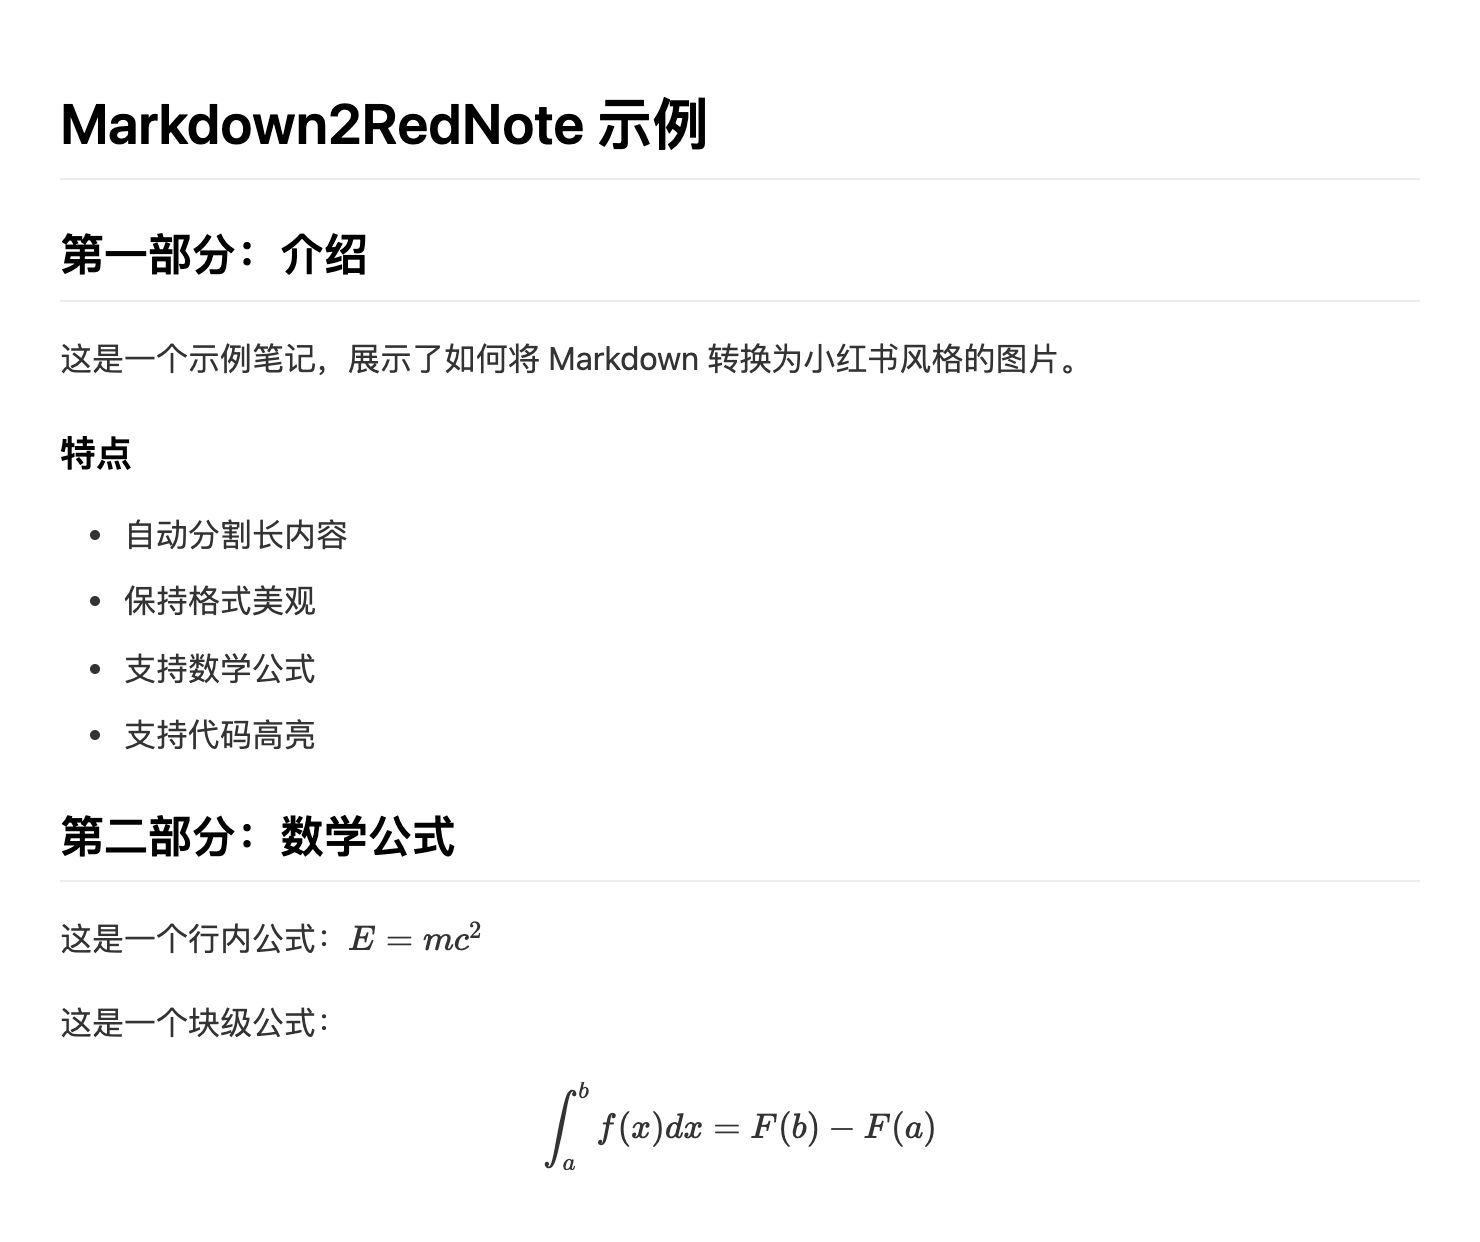 Markdown2RedNote 示例
第一部分：介绍
这是一个示例笔记，展示了如何将 Markdown 转换为小红书风格的图片。
特点
• 自动分割长内容
• 保持格式美观
• 支持数学公式
• 支持代码高亮
第二部分：数学公式
这是一个行内公式：E = mc²
这是一个块级公式：
∫ₐᵇ f(x)dx = F(b) − F(a)